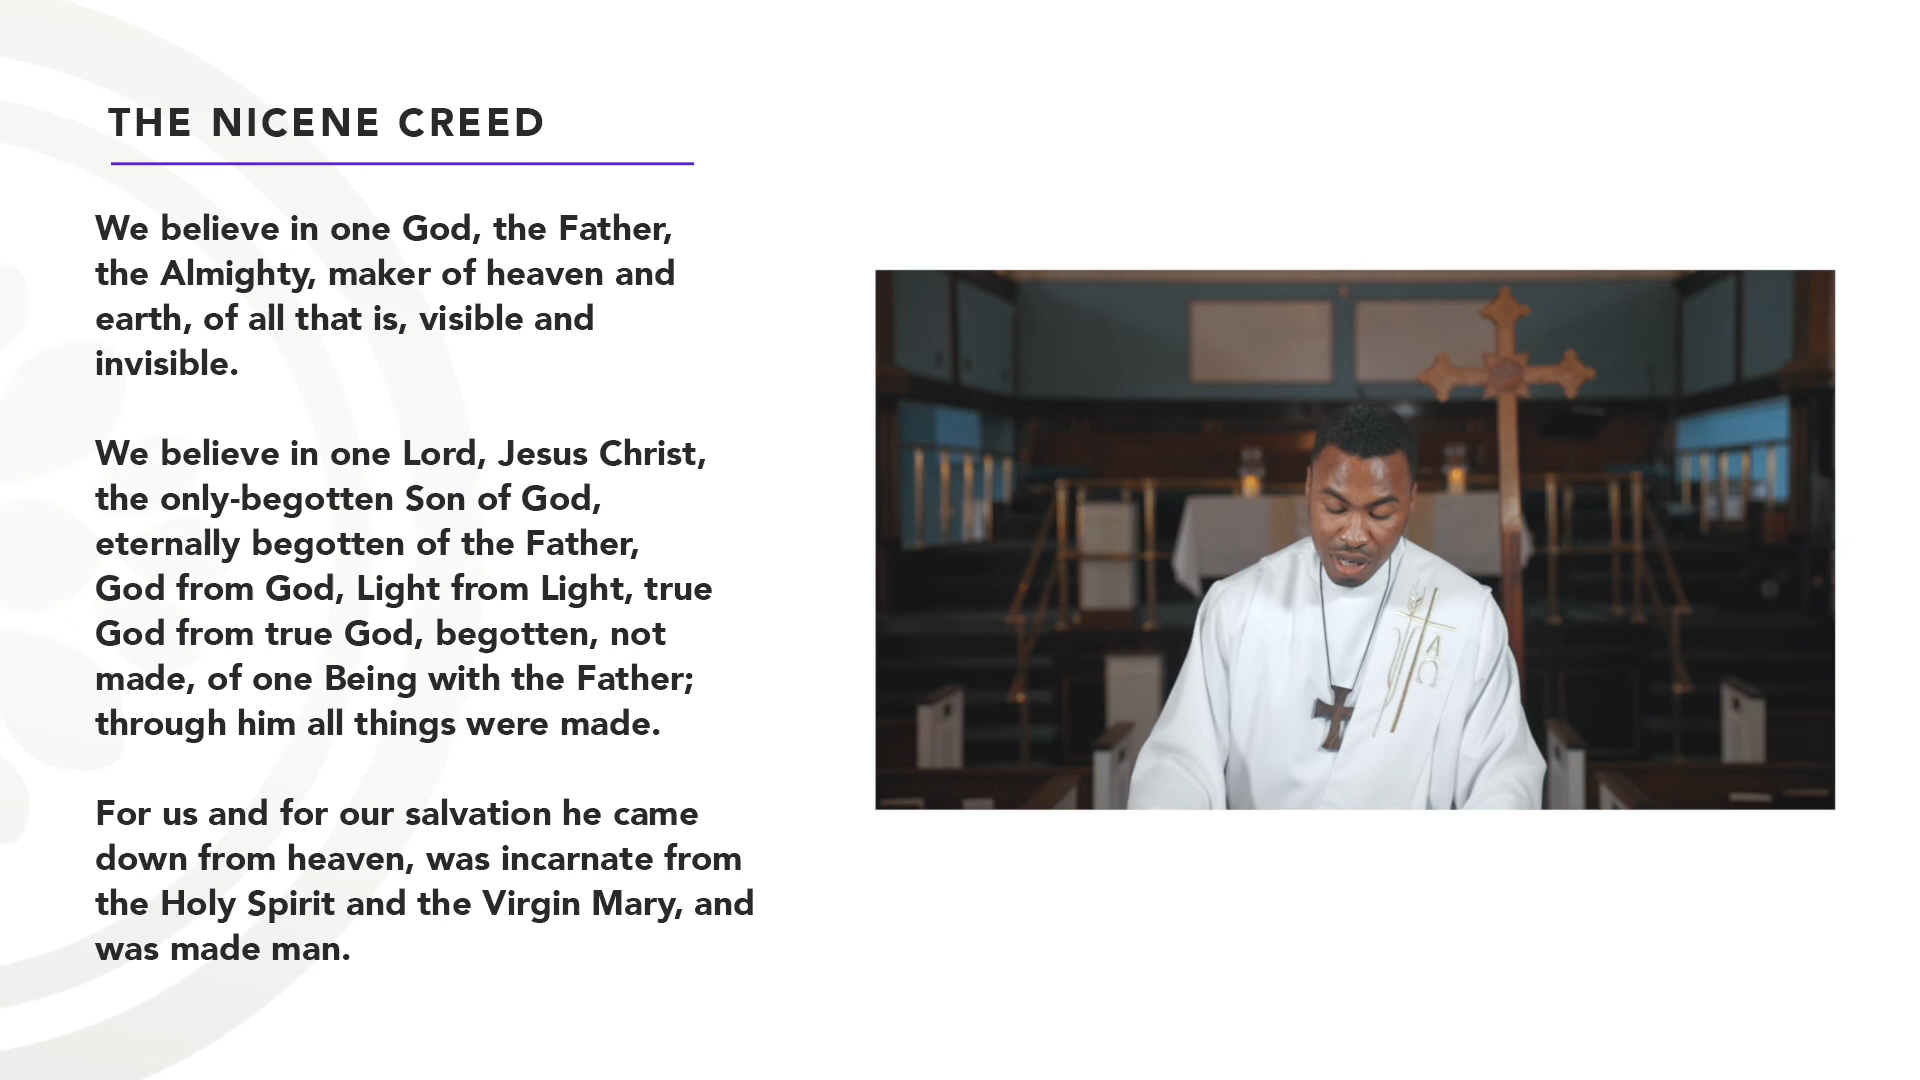 THE NICENE CREED
We believe in one God, the Father,
the Almighty, maker of heaven and
earth, of all that is, visible and
invisible.
We believe in one Lord, Jesus Christ,
the only-begotten Son of God,
eternally begotten of the Father,
God from God, Light from Light, true
God from true God, begotten, not
made, of one Being with the Father;
through him all things were made.
For us and for our salvation he came
down from heaven, was incarnate from
the Holy Spirit and the Virgin Mary, and
was made man.